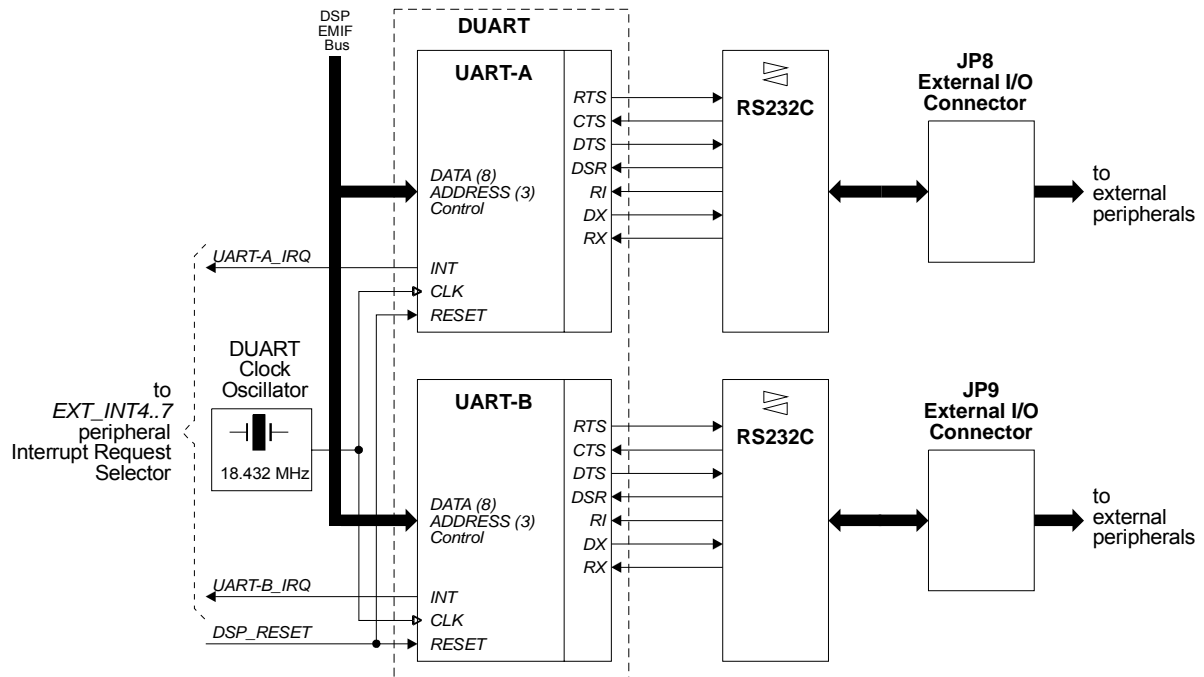 DSP
EMIF
Bus
DUART
UART-A
RTS
CTS
DTS
DSR
RI
DX
RX
DATA (8)
ADDRESS (3)
Control
INT
CLK
RESET
RS232C
JP8
External I/O
Connector
to
external
peripherals
UART-A_IRQ
DUART
Clock
Oscillator
18.432 MHz
to
EXT_INT4..7
peripheral
Interrupt Request
Selector
UART-B
RTS
CTS
DTS
DSR
RI
DX
RX
DATA (8)
ADDRESS (3)
Control
INT
CLK
RESET
RS232C
JP9
External I/O
Connector
to
external
peripherals
UART-B_IRQ
DSP_RESET